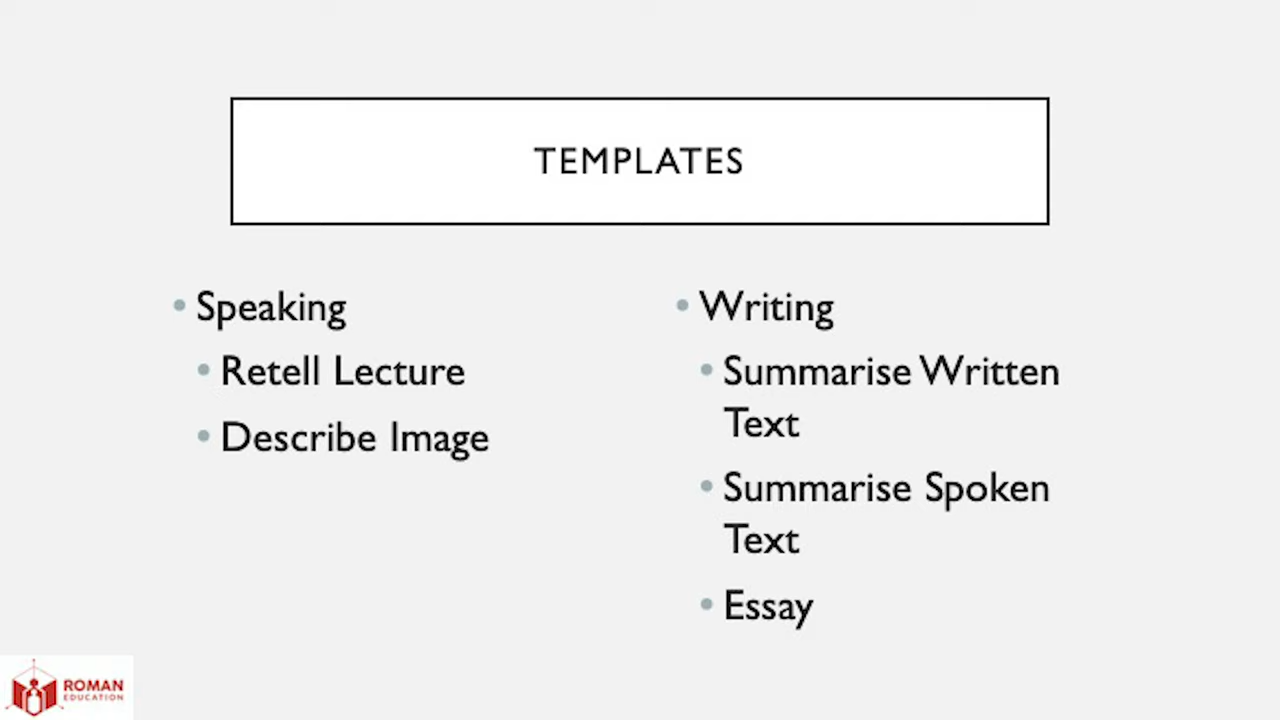 TEMPLATES
• Speaking
• Retell Lecture
• Describe Image
• Writing
• Summarise Written
Text
• Summarise Spoken
Text
• Essay
ROMAN
EDUCATION